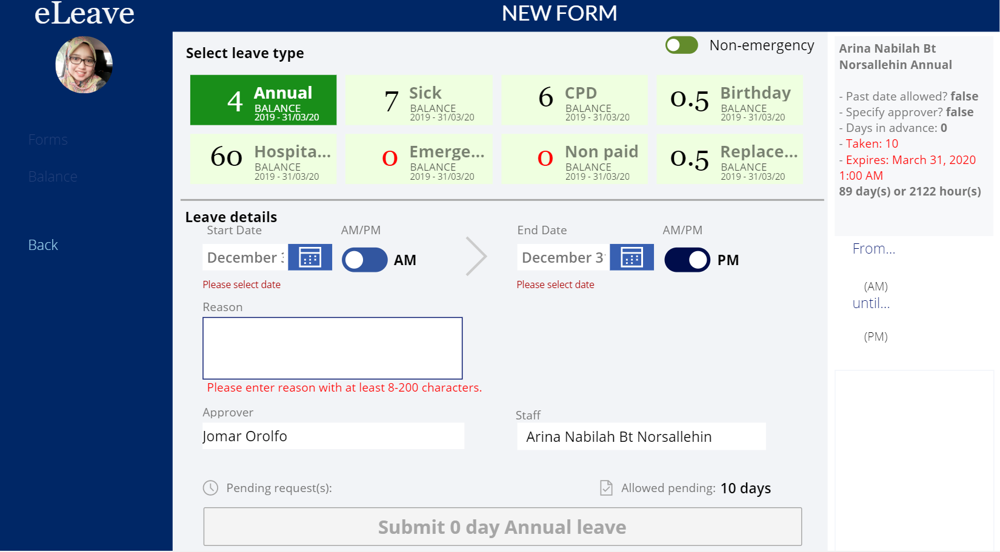 eLeave
NEW FORM
Forms
Balance
Back
Select leave type
Non-emergency
4 Annual
BALANCE
2019 - 31/03/20
7 Sick
BALANCE
2019 - 31/03/20
6 CPD
BALANCE
2019 - 31/03/20
0.5 Birthday
BALANCE
2019 - 31/03/20
60 Hospita...
BALANCE
2019 - 31/03/20
0 Emerge...
BALANCE
2019 - 31/03/20
0 Non paid
BALANCE
2019 - 31/03/20
0.5 Replace...
BALANCE
2019 - 31/03/20
Leave details
Start Date AM/PM End Date AM/PM
December AM December 3 PM
Please select date Please select date
Reason
Please enter reason with at least 8-200 characters.
Approver
Jomar Orolfo
Staff
Arina Nabilah Bt Norsallehin
Pending request(s): Allowed pending: 10 days
Submit 0 day Annual leave
Arina Nabilah Bt
Norsallehin Annual
- Past date allowed? false
- Specify approver? false
- Days in advance: 0
- Taken: 10
- Expires: March 31, 2020
1:00 AM
89 day(s) or 2122 hour(s)
From...
(AM)
until...
(PM)